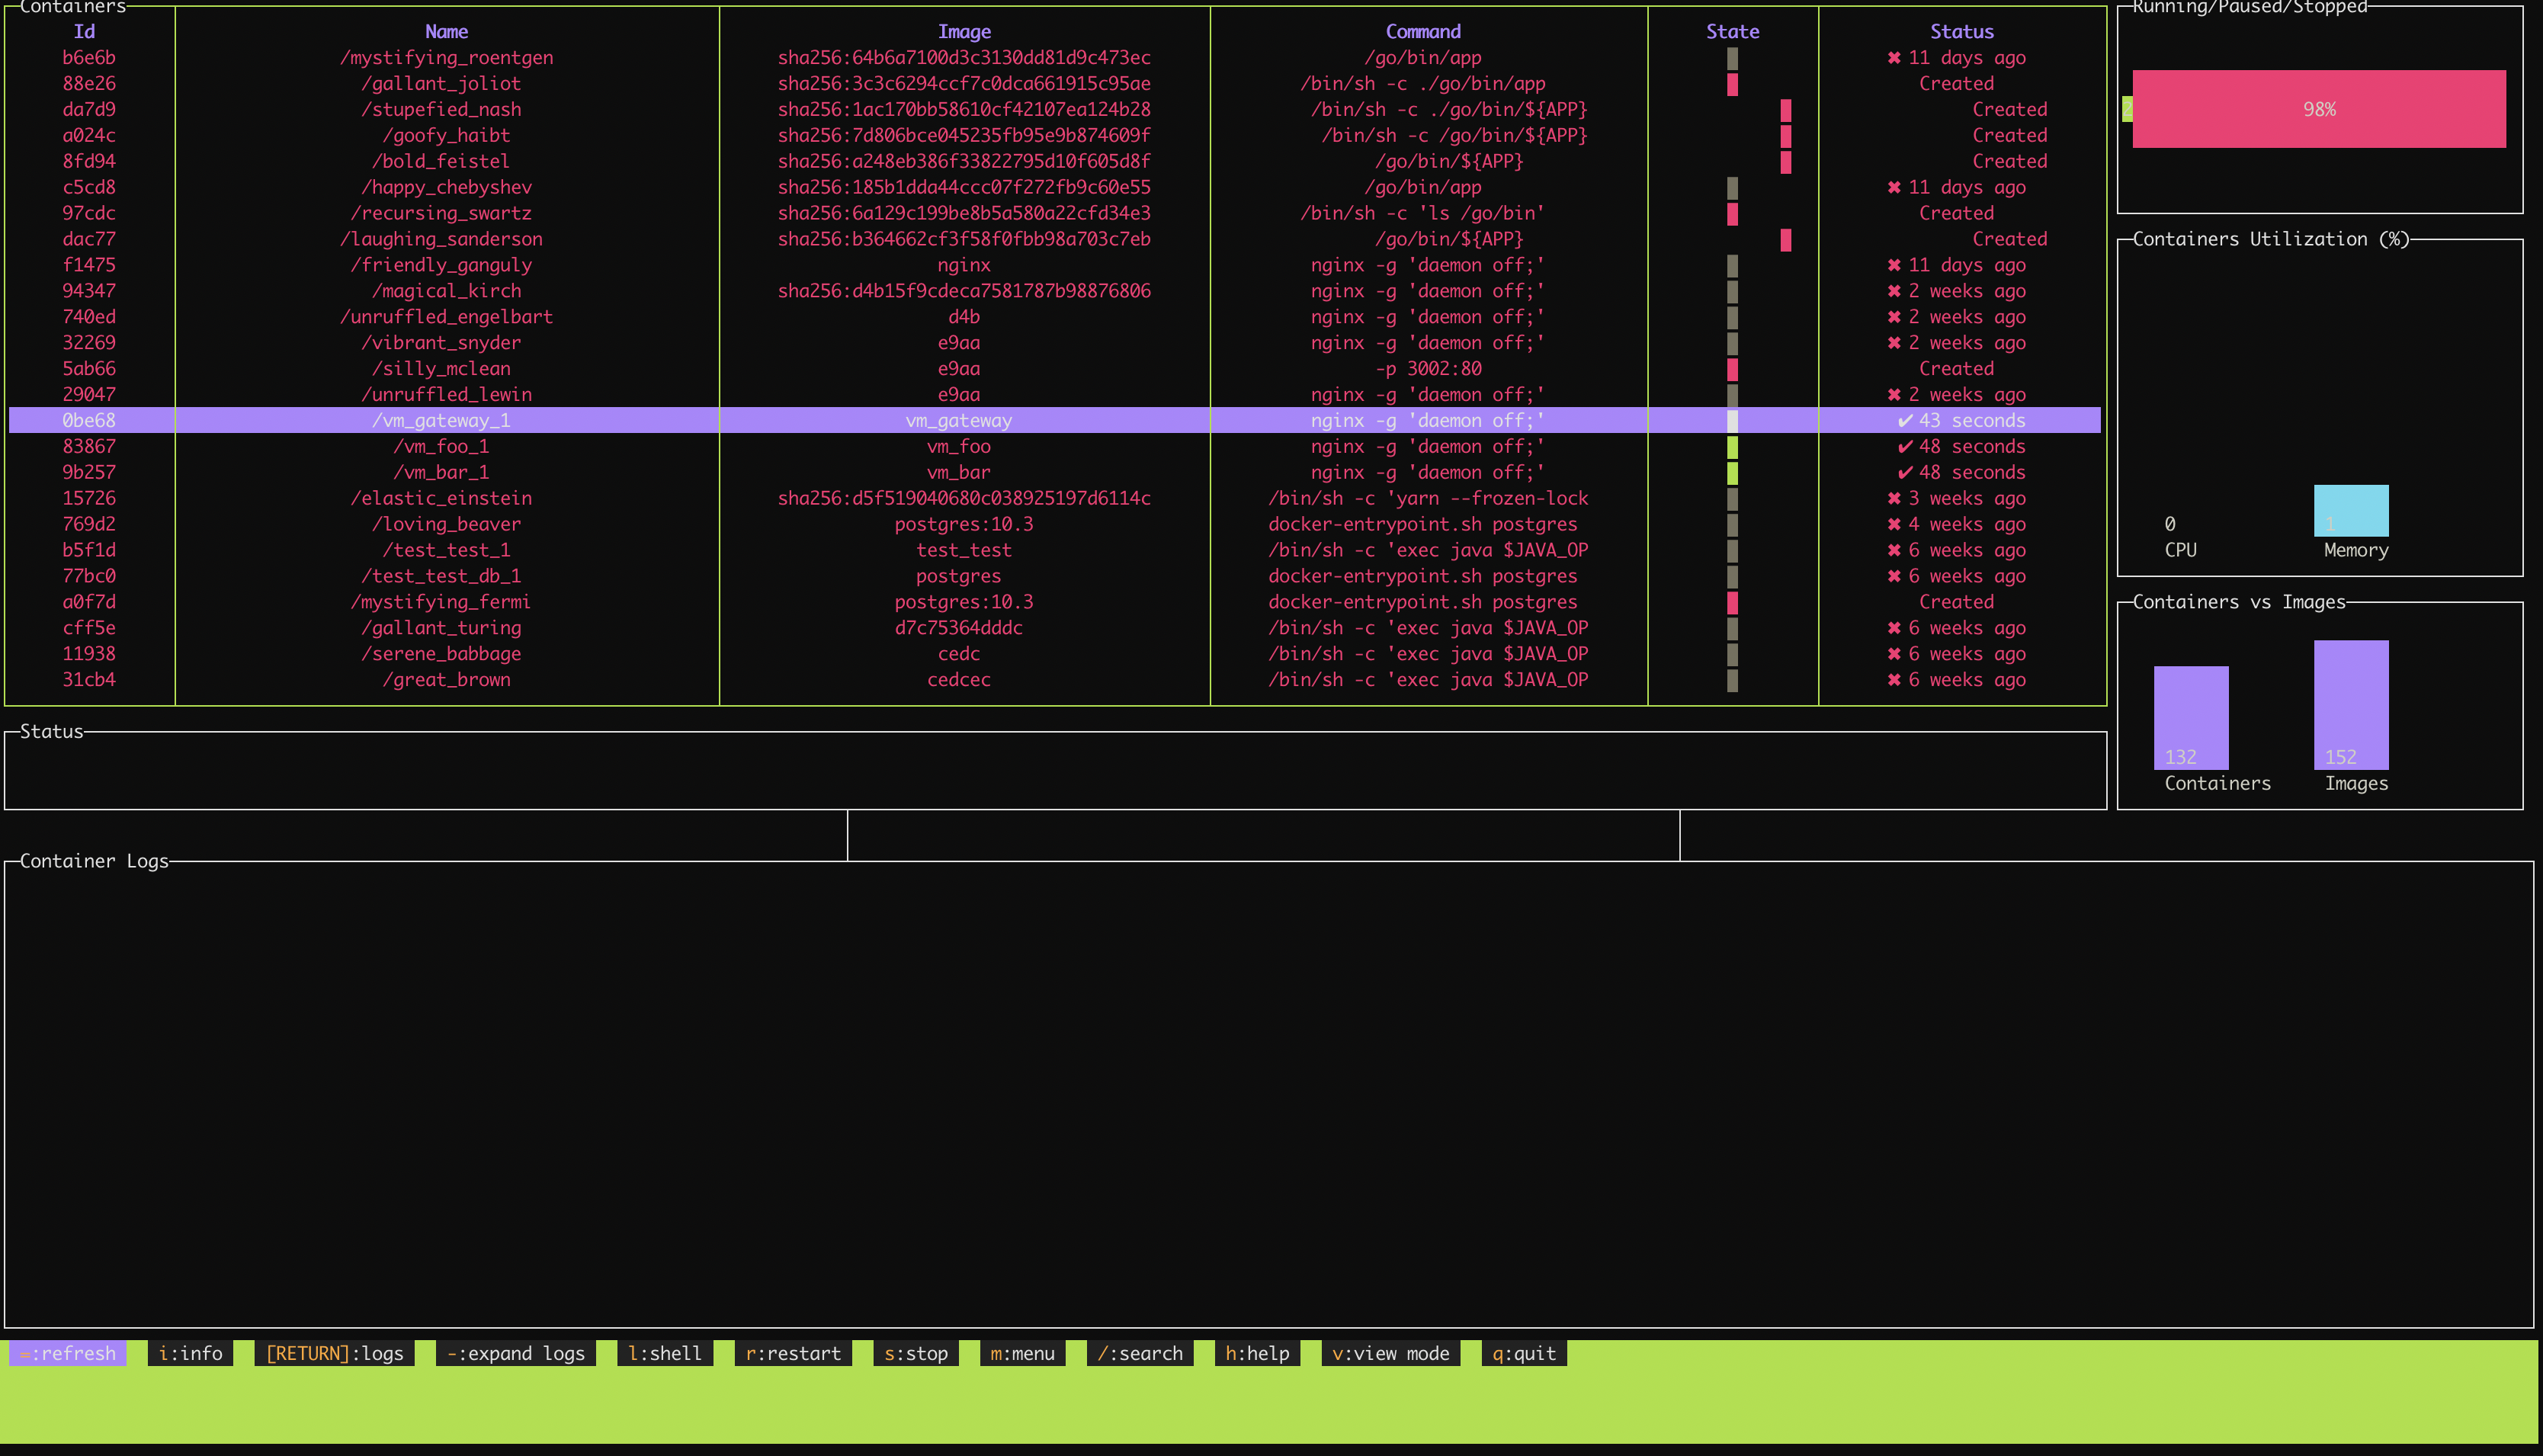 Containers
Id Name Image Command State Status
b6e6b /mystifying_roentgen sha256:64b6a7100d3c3130dd81d9c473ec /go/bin/app ✖ 11 days ago
88e26 /gallant_joliot sha256:3c3c6294ccf7c0dca661915c95ae /bin/sh -c ./go/bin/app Created
da7d9 /stupefied_nash sha256:1ac170bb58610cf42107ea124b28 /bin/sh -c ./go/bin/${APP} Created
a024c /goofy_haibt sha256:7d806bce045235fb95e9b874609f /bin/sh -c /go/bin/${APP} Created
8fd94 /bold_feistel sha256:a248eb386f33822795d10f605d8f /go/bin/${APP} Created
c5cd8 /happy_chebyshev sha256:185b1dda44ccc07f272fb9c60e55 /go/bin/app ✖ 11 days ago
97cdc /recursing_swartz sha256:6a129c199be8b5a580a22cfd34e3 /bin/sh -c 'ls /go/bin' Created
dac77 /laughing_sanderson sha256:b364662cf3f58f0fbb98a703c7eb /go/bin/${APP} Created
f1475 /friendly_ganguly nginx nginx -g 'daemon off;' ✖ 11 days ago
94347 /magical_kirch sha256:d4b15f9cdeca7581787b98876806 nginx -g 'daemon off;' ✖ 2 weeks ago
740ed /unruffled_engelbart d4b nginx -g 'daemon off;' ✖ 2 weeks ago
32269 /vibrant_snyder e9aa nginx -g 'daemon off;' ✖ 2 weeks ago
5ab66 /silly_mclean e9aa -p 3002:80 Created
29047 /unruffled_lewin e9aa nginx -g 'daemon off;' ✖ 2 weeks ago
0be68 /vm_gateway_1 vm_gateway nginx -g 'daemon off;' ✔ 43 seconds
83867 /vm_foo_1 vm_foo nginx -g 'daemon off;' ✔ 48 seconds
9b257 /vm_bar_1 vm_bar nginx -g 'daemon off;' ✔ 48 seconds
15726 /elastic_einstein sha256:d5f519040680c038925197d6114c /bin/sh -c 'yarn --frozen-lock ✖ 3 weeks ago
769d2 /loving_beaver postgres:10.3 docker-entrypoint.sh postgres ✖ 4 weeks ago
b5f1d /test_test_1 test_test /bin/sh -c 'exec java $JAVA_OP ✖ 6 weeks ago
77bc0 /test_test_db_1 postgres docker-entrypoint.sh postgres ✖ 6 weeks ago
a0f7d /mystifying_fermi postgres:10.3 docker-entrypoint.sh postgres Created
cff5e /gallant_turing d7c75364dddc /bin/sh -c 'exec java $JAVA_OP ✖ 6 weeks ago
11938 /serene_babbage cedc /bin/sh -c 'exec java $JAVA_OP ✖ 6 weeks ago
31cb4 /great_brown cedcec /bin/sh -c 'exec java $JAVA_OP ✖ 6 weeks ago
Running/Paused/Stopped
98%
Containers Utilization (%)
0 1
CPU Memory
Containers vs Images
132 152
Containers Images
Status
Container Logs
=:refresh i:info [RETURN]:logs -:expand logs l:shell r:restart s:stop m:menu /:search h:help v:view mode q:quit